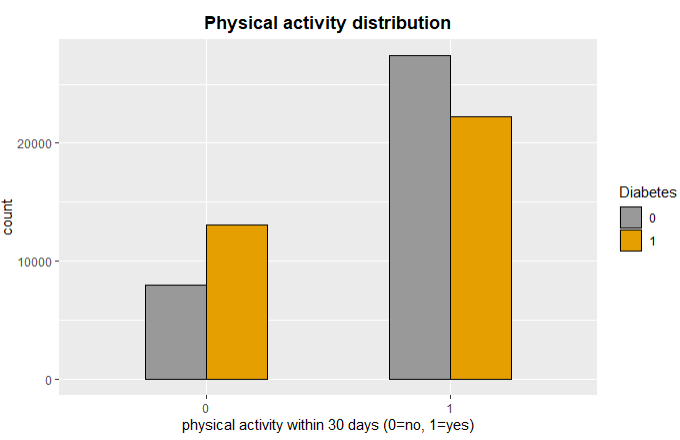 Physical activity distribution
20000
10000
0
count
0
1
physical activity within 30 days (0=no, 1=yes)
Diabetes
0
1